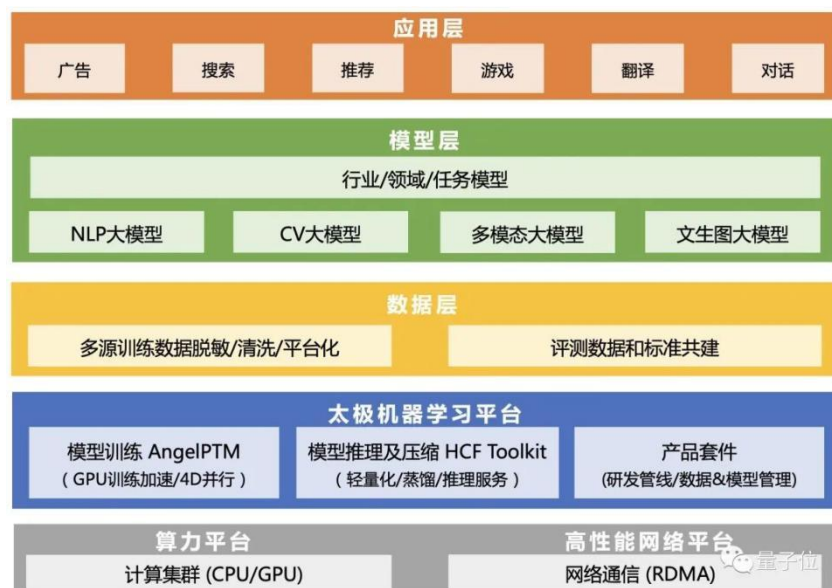 应用层
广告 搜索 推荐 游戏 翻译 对话
模型层
行业/领域/任务模型
NLP大模型 CV大模型 多模态大模型 文生图大模型
数据层
多源训练数据脱敏/清洗/平台化 评测数据和标准共建
太极机器学习平台
模型训练 AngelPTM 模型推理及压缩 HCF Toolkit 产品套件
(GPU训练加速/4D并行) (轻量化/蒸馏/推理服务) (研发管线/数据&模型管理)
算力平台 高性能网络平台
计算集群 (CPU/GPU) 网络通信 (RDMA)
量子位